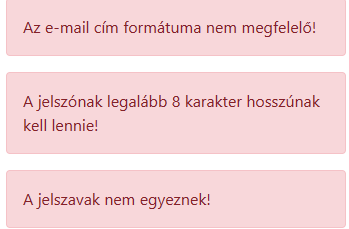 Az e-mail cím formátuma nem megfelelő!
A jelszónak legalább 8 karakter hosszúnak
kell lennie!
A jelszavak nem egyeznek!